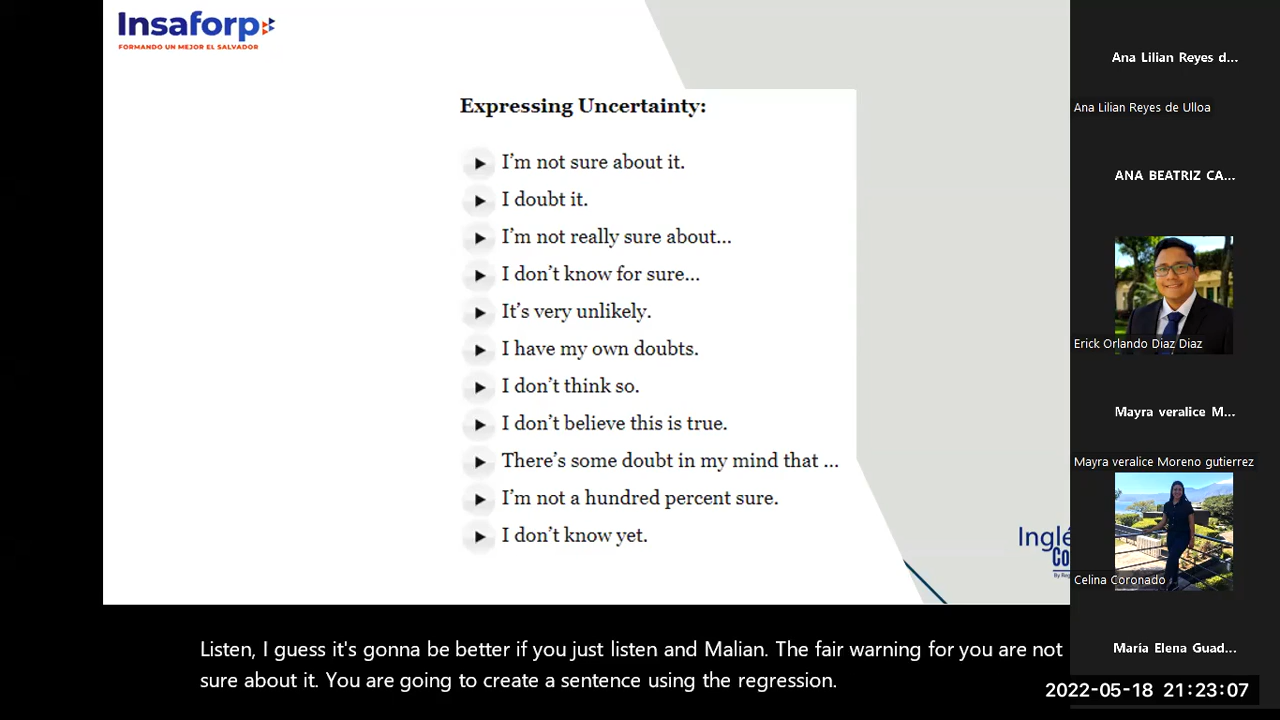 Insaforp
FORMANDO UN MEJOR EL SALVADOR
Expressing Uncertainty:
I'm not sure about it.
I doubt it.
I'm not really sure about...
I don't know for sure...
It's very unlikely.
I have my own doubts.
I don't think so.
I don't believe this is true.
There's some doubt in my mind that ...
I'm not a hundred percent sure.
I don't know yet.
Inglé
Co
Listen, I guess it's gonna be better if you just listen and Malian. The fair warning for you are not
sure about it. You are going to create a sentence using the regression.
Ana Lilian Reyes d...
Ana Lilian Reyes de Ulloa
ANA BEATRIZ CA...
Erick Orlando Diaz Diaz
Mayra veralice M...
Mayra veralice Moreno gutierrez
Celina Coronado
María Elena Guad...
2022-05-18 21:23:07